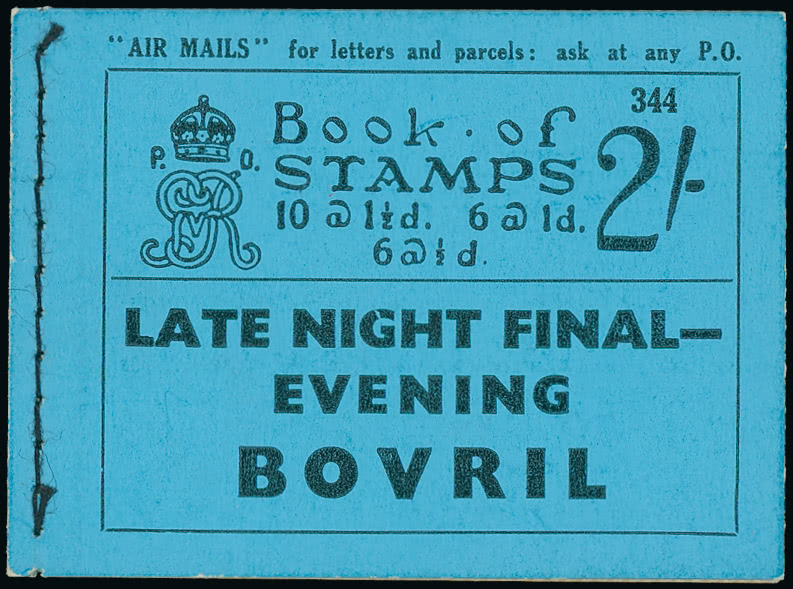 "AIR MAILS" for letters and parcels: ask at any P.O.
344
P. O.
GR
Book · of
STAMPS
2/-
10 @ 1½d. 6 @ 1d.
6 @ ½d.
LATE NIGHT FINAL—
EVENING
BOVRIL